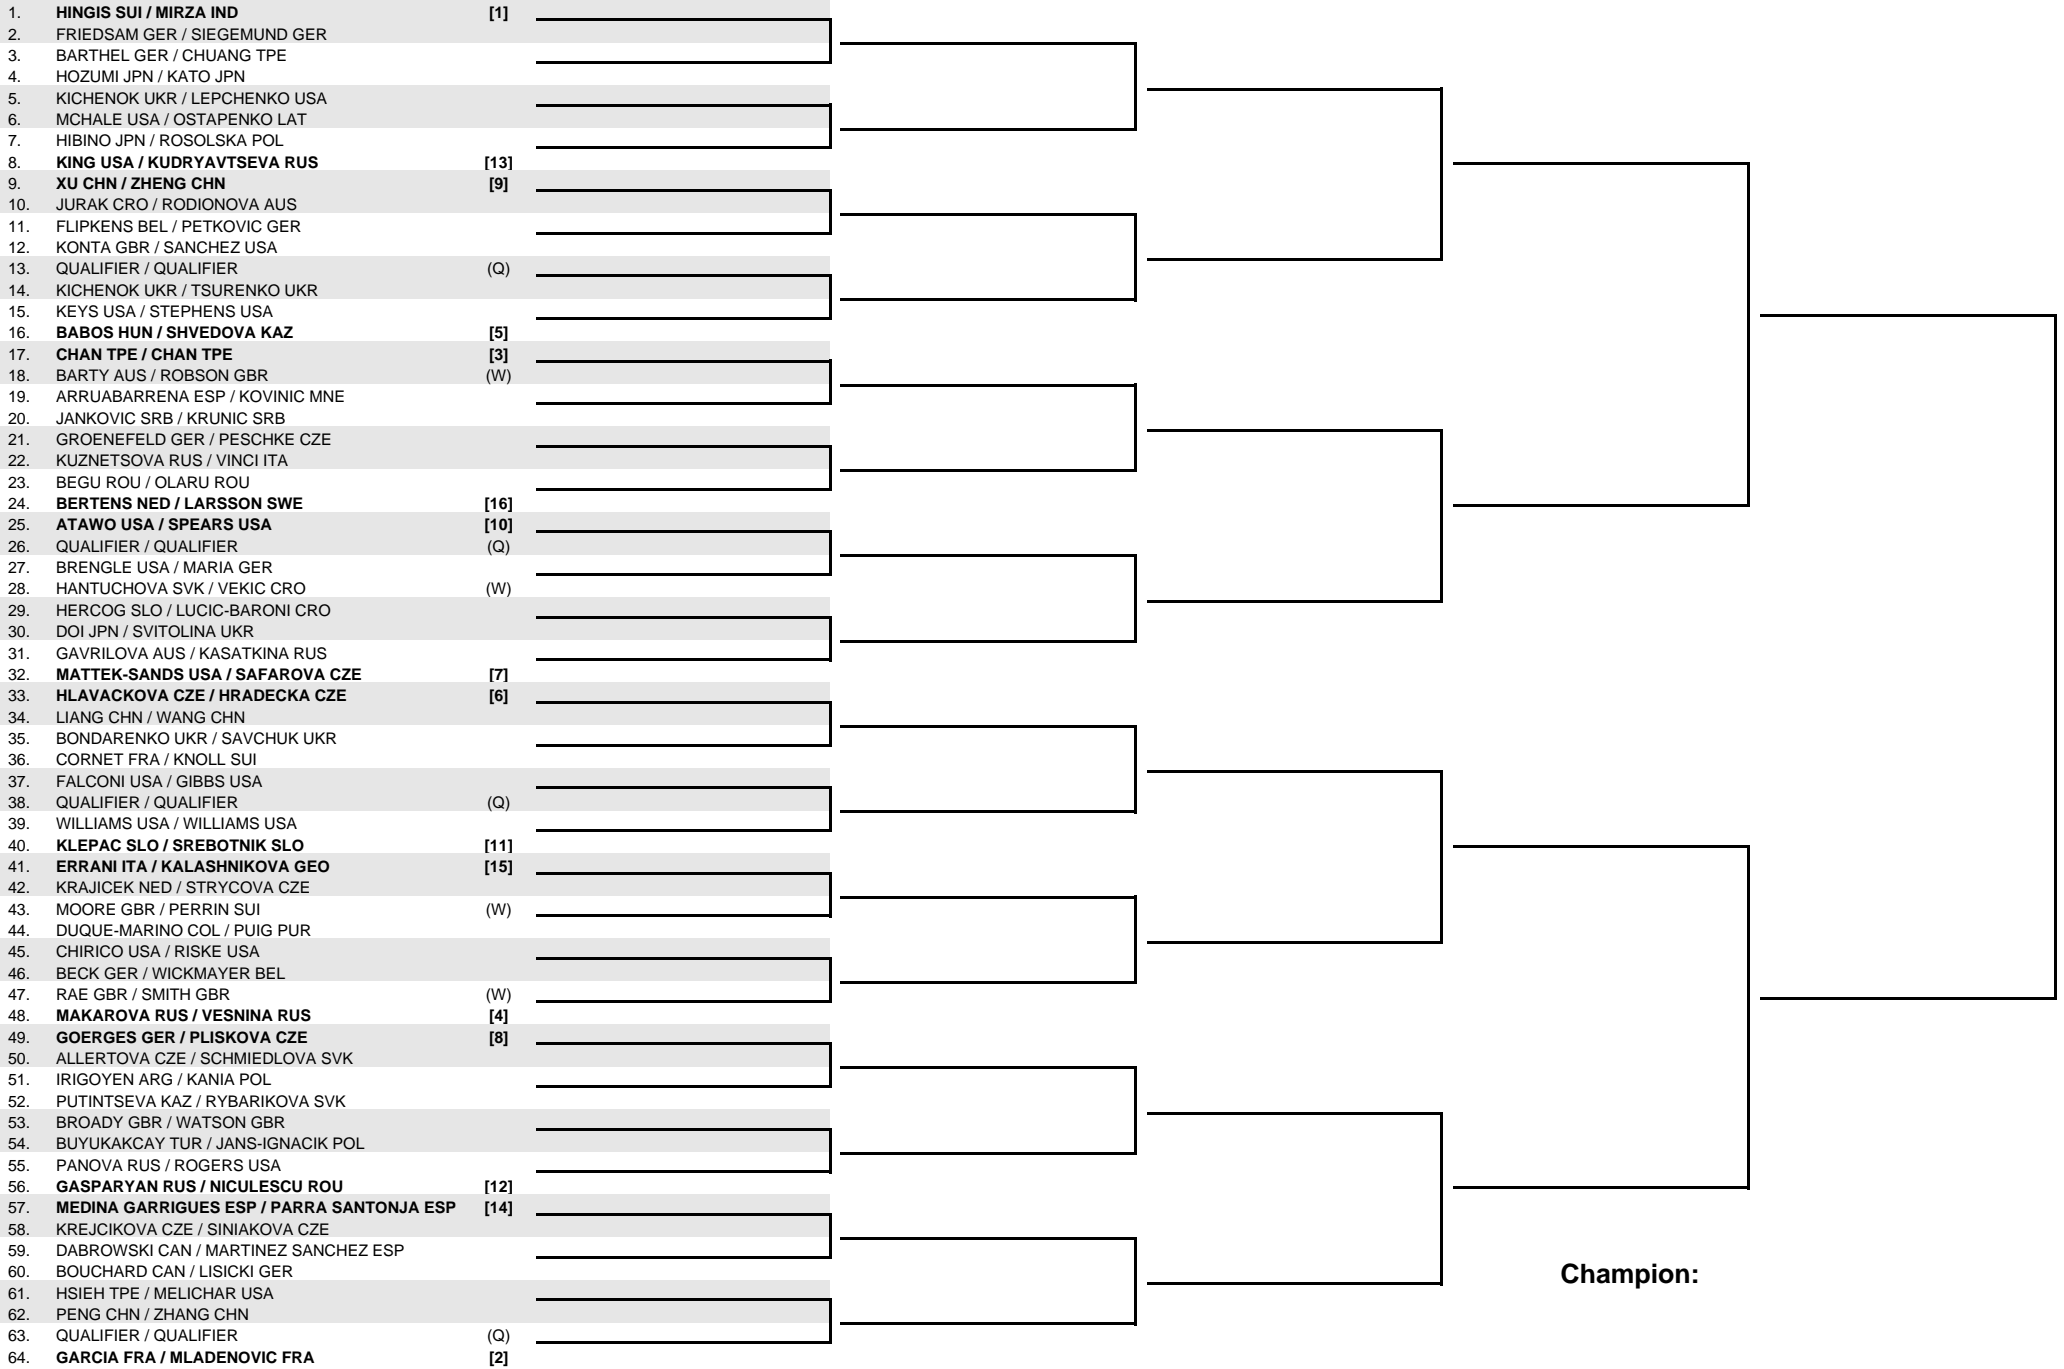 1. HINGIS SUI / MIRZA IND [1]
2. FRIEDSAM GER / SIEGEMUND GER
3. BARTHEL GER / CHUANG TPE
4. HOZUMI JPN / KATO JPN
5. KICHENOK UKR / LEPCHENKO USA
6. MCHALE USA / OSTAPENKO LAT
7. HIBINO JPN / ROSOLSKA POL
8. KING USA / KUDRYAVTSEVA RUS [13]
9. XU CHN / ZHENG CHN [9]
10. JURAK CRO / RODIONOVA AUS
11. FLIPKENS BEL / PETKOVIC GER
12. KONTA GBR / SANCHEZ USA
13. QUALIFIER / QUALIFIER (Q)
14. KICHENOK UKR / TSURENKO UKR
15. KEYS USA / STEPHENS USA
16. BABOS HUN / SHVEDOVA KAZ [5]
17. CHAN TPE / CHAN TPE [3]
18. BARTY AUS / ROBSON GBR (W)
19. ARRUABARRENA ESP / KOVINIC MNE
20. JANKOVIC SRB / KRUNIC SRB
21. GROENEFELD GER / PESCHKE CZE
22. KUZNETSOVA RUS / VINCI ITA
23. BEGU ROU / OLARU ROU
24. BERTENS NED / LARSSON SWE [16]
25. ATAWO USA / SPEARS USA [10]
26. QUALIFIER / QUALIFIER (Q)
27. BRENGLE USA / MARIA GER
28. HANTUCHOVA SVK / VEKIC CRO (W)
29. HERCOG SLO / LUCIC-BARONI CRO
30. DOI JPN / SVITOLINA UKR
31. GAVRILOVA AUS / KASATKINA RUS
32. MATTEK-SANDS USA / SAFAROVA CZE [7]
33. HLAVACKOVA CZE / HRADECKA CZE [6]
34. LIANG CHN / WANG CHN
35. BONDARENKO UKR / SAVCHUK UKR
36. CORNET FRA / KNOLL SUI
37. FALCONI USA / GIBBS USA
38. QUALIFIER / QUALIFIER (Q)
39. WILLIAMS USA / WILLIAMS USA
40. KLEPAC SLO / SREBOTNIK SLO [11]
41. ERRANI ITA / KALASHNIKOVA GEO [15]
42. KRAJICEK NED / STRYCOVA CZE
43. MOORE GBR / PERRIN SUI (W)
44. DUQUE-MARINO COL / PUIG PUR
45. CHIRICO USA / RISKE USA
46. BECK GER / WICKMAYER BEL
47. RAE GBR / SMITH GBR (W)
48. MAKAROVA RUS / VESNINA RUS [4]
49. GOERGES GER / PLISKOVA CZE [8]
50. ALLERTOVA CZE / SCHMIEDLOVA SVK
51. IRIGOYEN ARG / KANIA POL
52. PUTINTSEVA KAZ / RYBARIKOVA SVK
53. BROADY GBR / WATSON GBR
54. BUYUKAKCAY TUR / JANS-IGNACIK POL
55. PANOVA RUS / ROGERS USA
56. GASPARYAN RUS / NICULESCU ROU [12]
57. MEDINA GARRIGUES ESP / PARRA SANTONJA ESP [14]
58. KREJCIKOVA CZE / SINIAKOVA CZE
59. DABROWSKI CAN / MARTINEZ SANCHEZ ESP
60. BOUCHARD CAN / LISICKI GER
61. HSIEH TPE / MELICHAR USA
62. PENG CHN / ZHANG CHN
63. QUALIFIER / QUALIFIER (Q)
64. GARCIA FRA / MLADENOVIC FRA [2]
Champion: